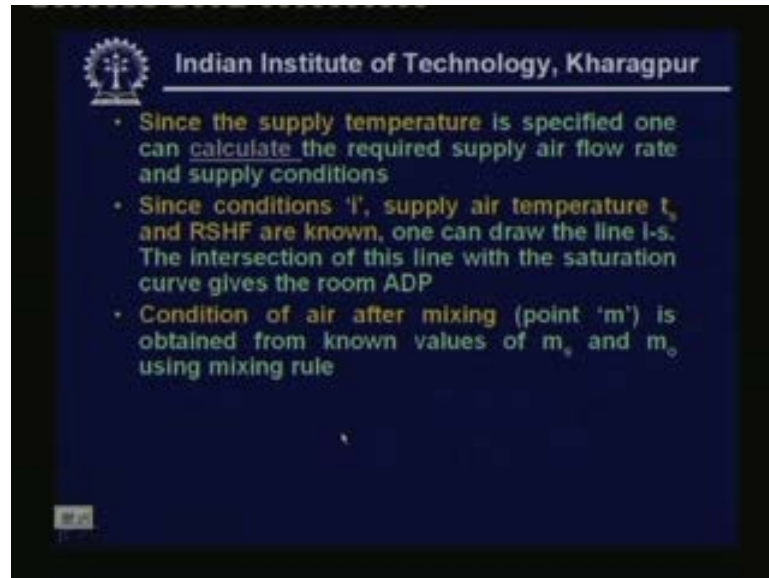 Indian Institute of Technology, Kharagpur
• Since the supply temperature is specified one
can calculate the required supply air flow rate
and supply conditions
• Since conditions 'i', supply air temperature tₛ
and RSHF are known, one can draw the line i-s.
The intersection of this line with the saturation
curve gives the room ADP
• Condition of air after mixing (point 'm') is
obtained from known values of mₛ and mₒ
using mixing rule